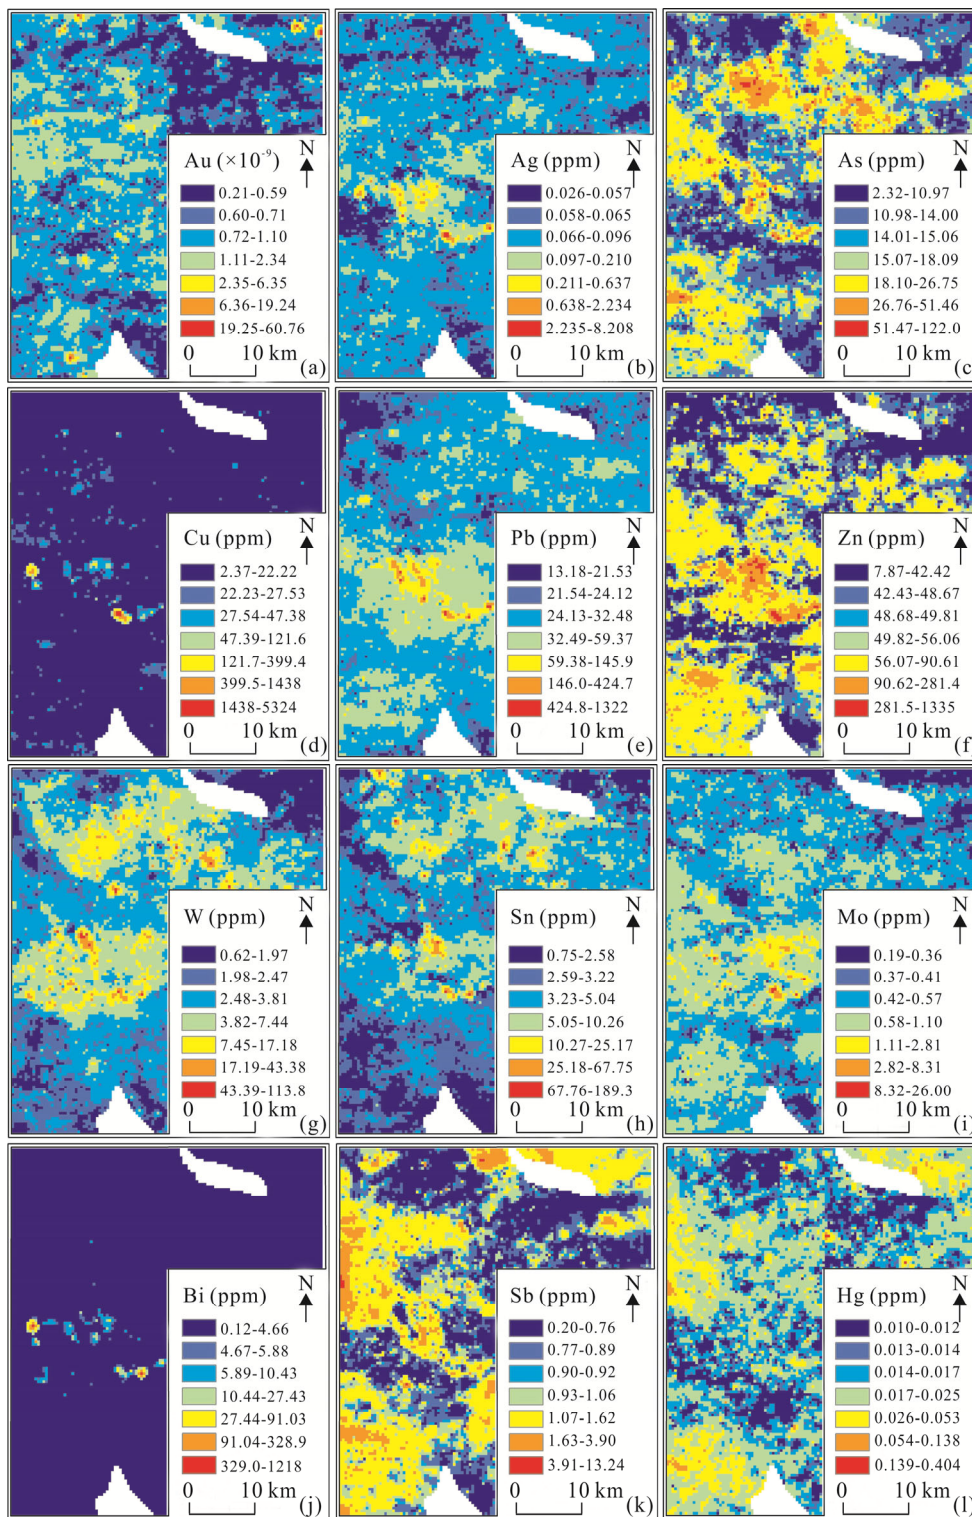 N
Au (×10⁻⁹)
0.21-0.59
0.60-0.71
0.72-1.10
1.11-2.34
2.35-6.35
6.36-19.24
19.25-60.76
0 10 km
(a)
N
Ag (ppm)
0.026-0.057
0.058-0.065
0.066-0.096
0.097-0.210
0.211-0.637
0.638-2.234
2.235-8.208
0 10 km
(b)
N
As (ppm)
2.32-10.97
10.98-14.00
14.01-15.06
15.07-18.09
18.10-26.75
26.76-51.46
51.47-122.0
0 10 km
(c)
N
Cu (ppm)
2.37-22.22
22.23-27.53
27.54-47.38
47.39-121.6
121.7-399.4
399.5-1438
1438-5324
0 10 km
(d)
N
Pb (ppm)
13.18-21.53
21.54-24.12
24.13-32.48
32.49-59.37
59.38-145.9
146.0-424.7
424.8-1322
0 10 km
(e)
N
Zn (ppm)
7.87-42.42
42.43-48.67
48.68-49.81
49.82-56.06
56.07-90.61
90.62-281.4
281.5-1335
0 10 km
(f)
N
W (ppm)
0.62-1.97
1.98-2.47
2.48-3.81
3.82-7.44
7.45-17.18
17.19-43.38
43.39-113.8
0 10 km
(g)
N
Sn (ppm)
0.75-2.58
2.59-3.22
3.23-5.04
5.05-10.26
10.27-25.17
25.18-67.75
67.76-189.3
0 10 km
(h)
N
Mo (ppm)
0.19-0.36
0.37-0.41
0.42-0.57
0.58-1.10
1.11-2.81
2.82-8.31
8.32-26.00
0 10 km
(i)
N
Bi (ppm)
0.12-4.66
4.67-5.88
5.89-10.43
10.44-27.43
27.44-91.03
91.04-328.9
329.0-1218
0 10 km
(j)
N
Sb (ppm)
0.20-0.76
0.77-0.89
0.90-0.92
0.93-1.06
1.07-1.62
1.63-3.90
3.91-13.24
0 10 km
(k)
N
Hg (ppm)
0.010-0.012
0.013-0.014
0.014-0.017
0.017-0.025
0.026-0.053
0.054-0.138
0.139-0.404
0 10 km
(l)